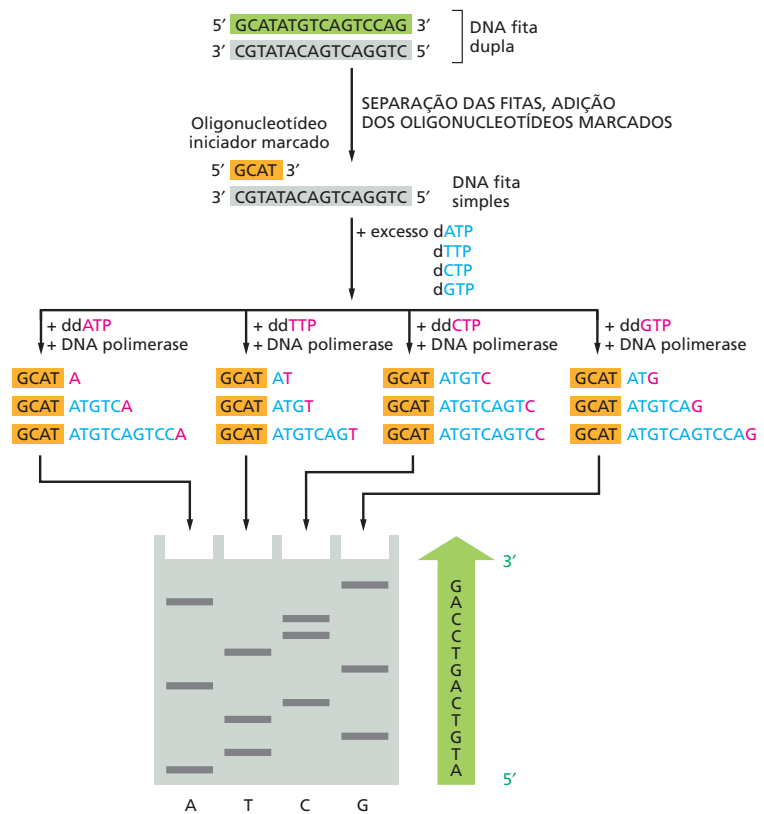 5′ GCATATGTCAGTCCAG 3′
3′ CGTATACAGTCAGGTC 5′
DNA fita
dupla
SEPARAÇÃO DAS FITAS, ADIÇÃO
DOS OLIGONUCLEOTÍDEOS MARCADOS
Oligonucleotídeo
iniciador marcado
5′ GCAT 3′
3′ CGTATACAGTCAGGTC 5′
DNA fita
simples
+ excesso dATP
dTTP
dCTP
dGTP
+ ddATP
+ DNA polimerase
GCAT A
GCAT ATGTCA
GCAT ATGTCAGTCCA
+ ddTTP
+ DNA polimerase
GCAT AT
GCAT ATGT
GCAT ATGTCAGT
+ ddCTP
+ DNA polimerase
GCAT ATGTC
GCAT ATGTCAGTC
GCAT ATGTCAGTCC
+ ddGTP
+ DNA polimerase
GCAT ATG
GCAT ATGTCAG
GCAT ATGTCAGTCCAG
3′
G
A
C
C
T
G
A
C
T
G
T
A
5′
A T C G